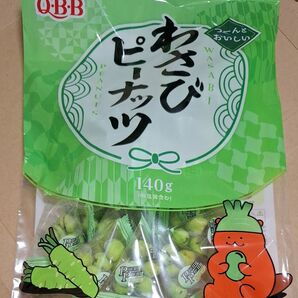 Q・B・B
つーんと
おいしい
わさび
ピーナッツ
WASABI
PEANUTS
140g